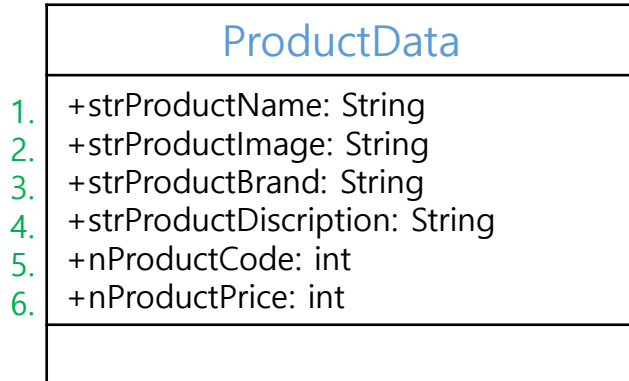 ProductData
1. +strProductName: String
2. +strProductImage: String
3. +strProductBrand: String
4. +strProductDiscription: String
5. +nProductCode: int
6. +nProductPrice: int